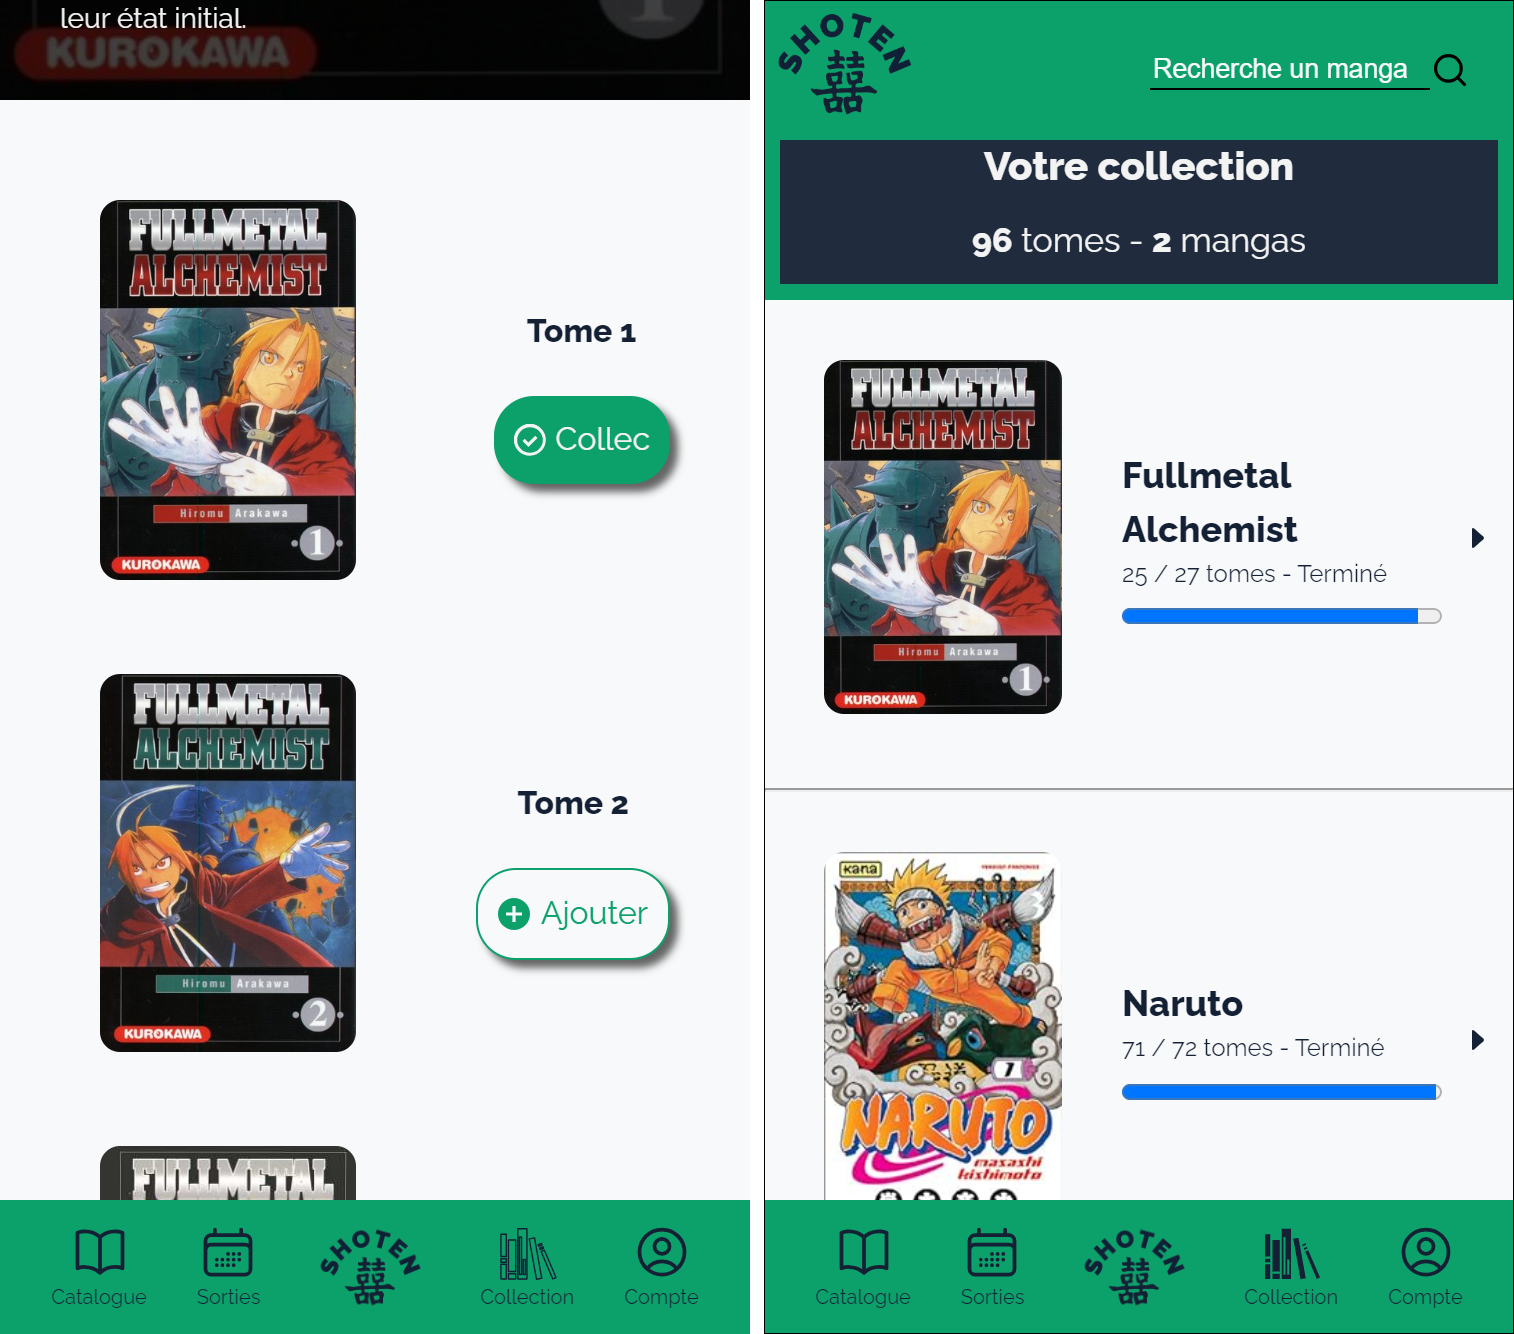 leur état initial.
KUROKAWA
1
FULLMETAL
ALCHEMIST
Hiromu Arakawa
1
KUROKAWA
Tome 1
Collec
FULLMETAL
ALCHEMIST
Hiromu Arakawa
2
KUROKAWA
Tome 2
Ajouter
FULLMETAL
Catalogue
Sorties
SHOTEN
囍
Collection
Compte
SHOTEN
囍
Recherche un manga
Votre collection
96 tomes - 2 mangas
FULLMETAL
ALCHEMIST
Hiromu Arakawa
1
KUROKAWA
Fullmetal
Alchemist
25 / 27 tomes - Terminé
kana
1
NARUTO
masashi
kishimoto
Naruto
71 / 72 tomes - Terminé
Catalogue
Sorties
SHOTEN
囍
Collection
Compte